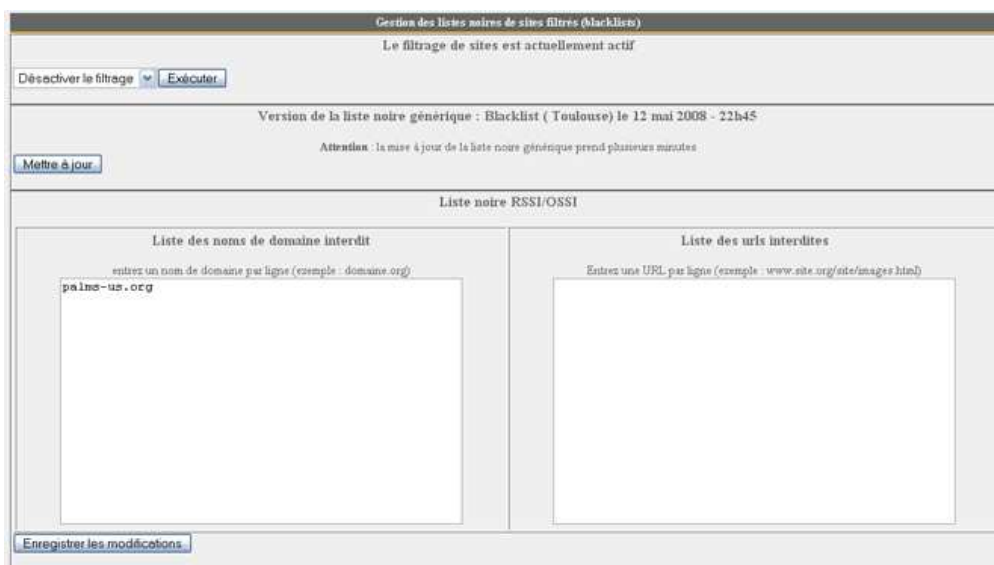 Gestion des listes noires de sites filtrés (blacklists)
Le filtrage de sites est actuellement actif
Désactiver le filtrage Exécuter
Version de la liste noire générique : Blacklist ( Toulouse) le 12 mai 2008 - 22h45
Attention : la mise à jour de la liste noire générique prend plusieurs minutes
Mettre à jour
Liste noire RSSI/OSSI
Liste des noms de domaine interdit
entrez un nom de domaine par ligne (exemple : domaine.org)
palms-us.org
Liste des urls interdites
Entrez une URL par ligne (exemple : www.site.org/site/images.html)
Enregistrer les modifications